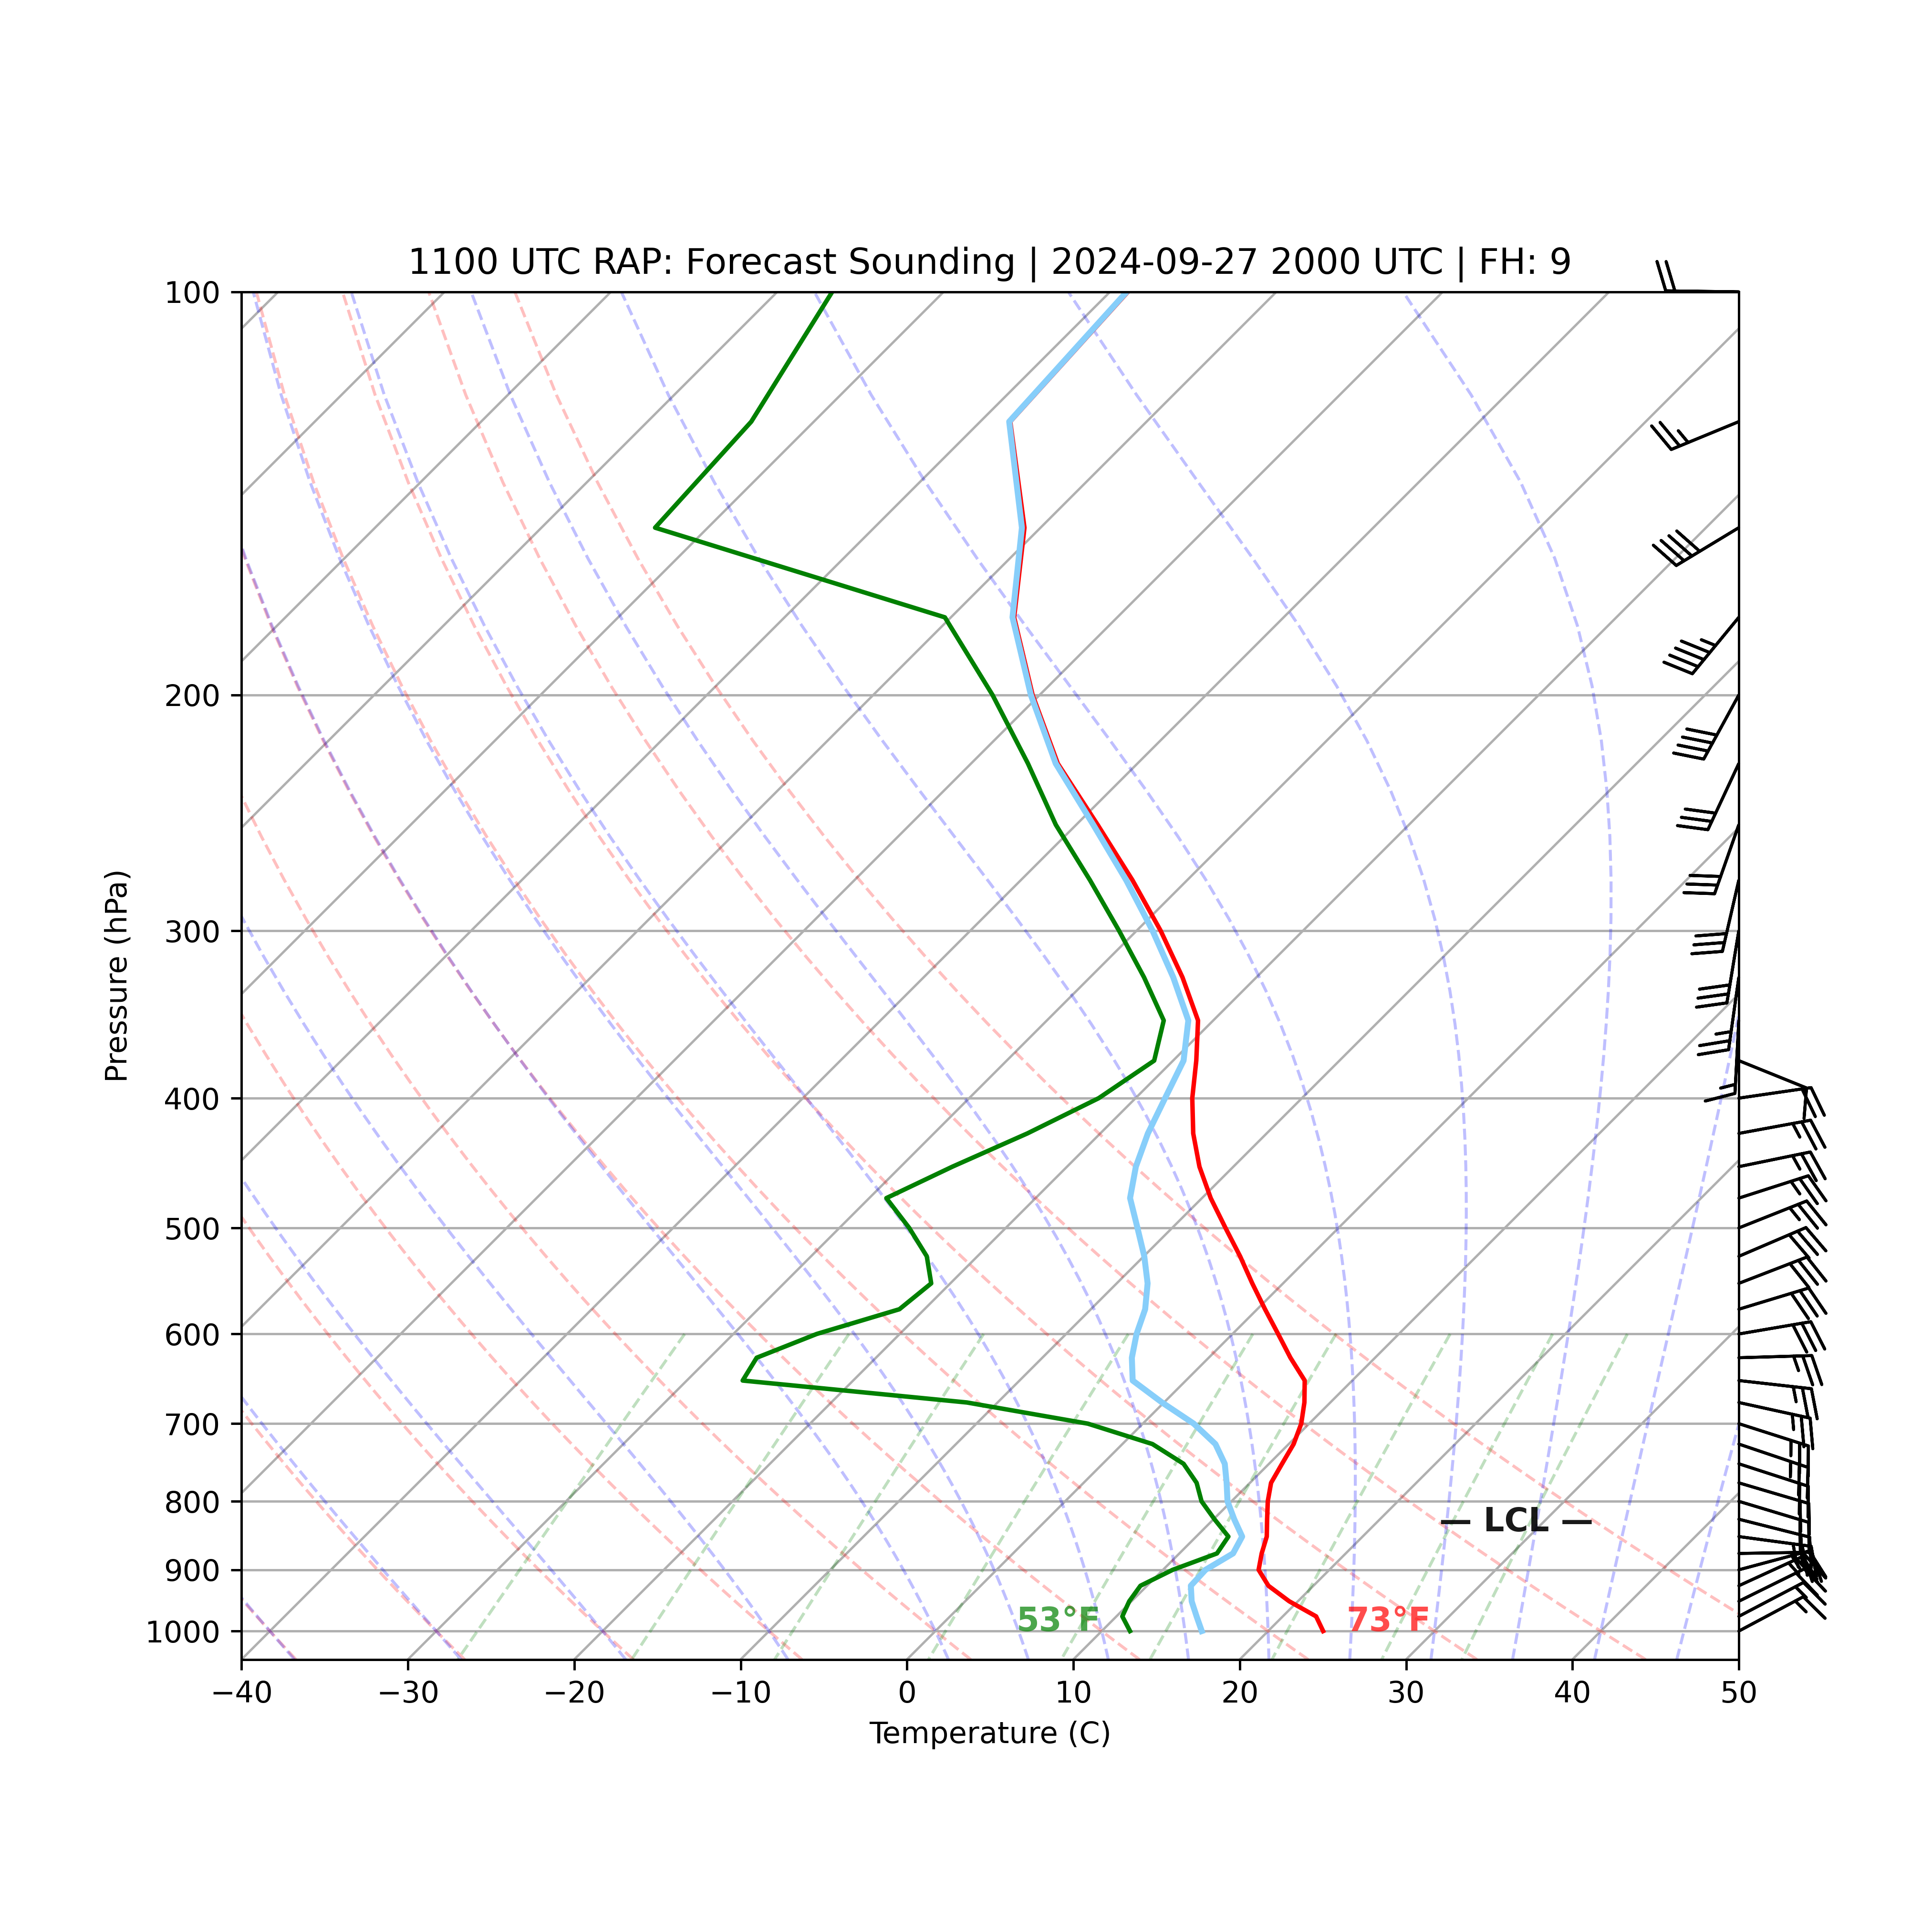 1100 UTC RAP: Forecast Sounding | 2024-09-27 2000 UTC | FH: 9
100
200
300
400
500
600
700
800
900
1000
Pressure (hPa)
— LCL —
53°F
73°F
−40 −30 −20 −10 0 10 20 30 40 50
Temperature (C)